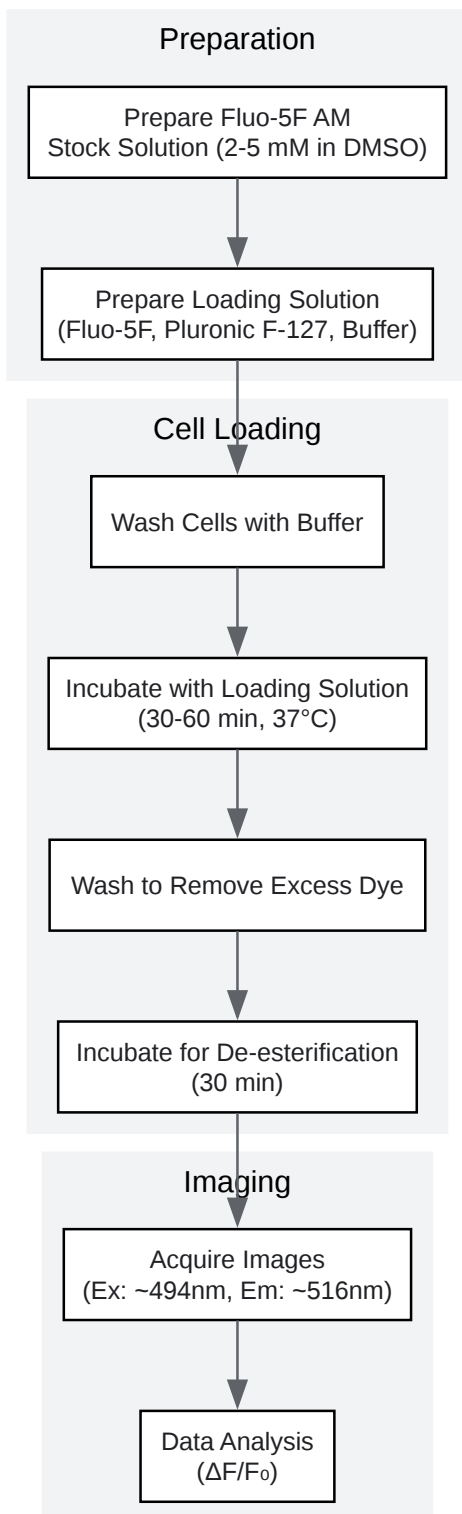 Preparation
Prepare Fluo-5F AM
Stock Solution (2-5 mM in DMSO)
Prepare Loading Solution
(Fluo-5F, Pluronic F-127, Buffer)
Cell Loading
Wash Cells with Buffer
Incubate with Loading Solution
(30-60 min, 37°C)
Wash to Remove Excess Dye
Incubate for De-esterification
(30 min)
Imaging
Acquire Images
(Ex: ~494nm, Em: ~516nm)
Data Analysis
(ΔF/F₀)